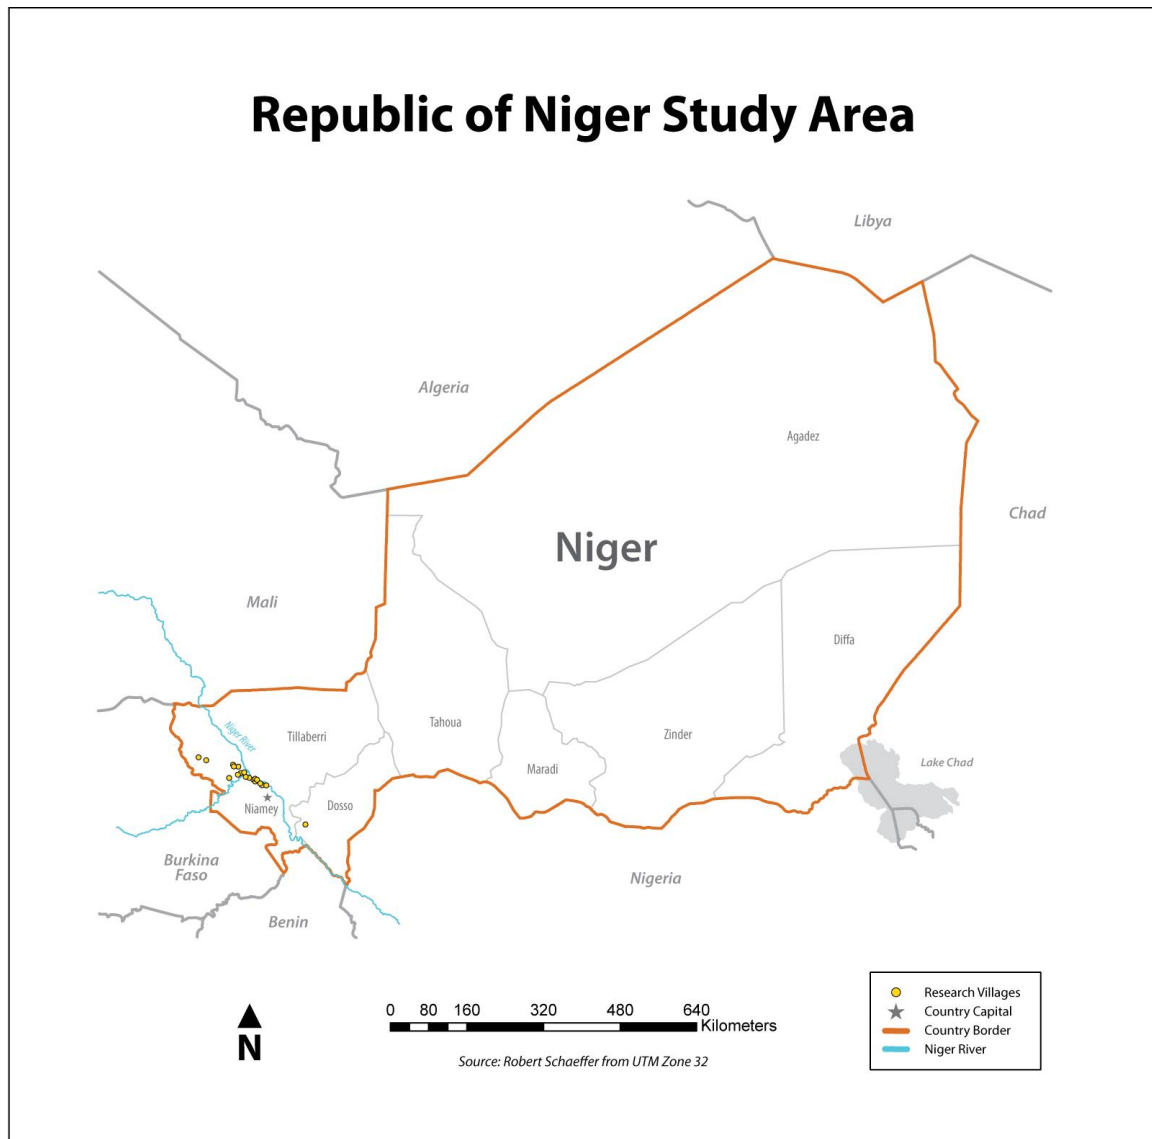 Republic of Niger Study Area
Libya
Algeria
Agadez
Chad
Niger
Mali
Diffa
Niger River
Tillaberri
Tahoua
Zinder
Maradi
Lake Chad
Niamey
Dosso
Burkina
Faso
Nigeria
Benin
N
0 80 160 320 480 640
Kilometers
Source: Robert Schaeffer from UTM Zone 32
Research Villages
Country Capital
Country Border
Niger River